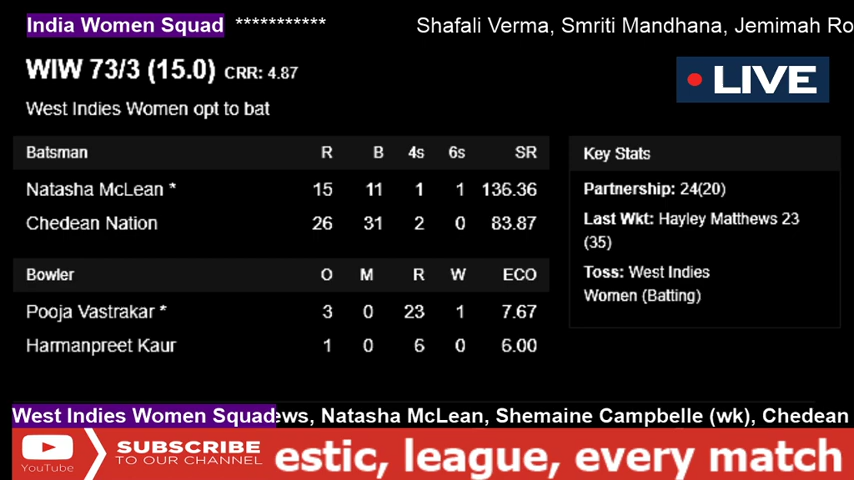 India Women Squad *********** Shafali Verma, Smriti Mandhana, Jemimah Ro
WIW 73/3 (15.0) CRR: 4.87
LIVE
West Indies Women opt to bat
Batsman R B 4s 6s SR
Natasha McLean * 15 11 1 1 136.36
Chedean Nation 26 31 2 0 83.87
Bowler O M R W ECO
Pooja Vastrakar * 3 0 23 1 7.67
Harmanpreet Kaur 1 0 6 0 6.00
Key Stats
Partnership: 24(20)
Last Wkt: Hayley Matthews 23
(35)
Toss: West Indies
Women (Batting)
West Indies Women Squad ews, Natasha McLean, Shemaine Campbelle (wk), Chedean
YouTube
SUBSCRIBE
TO OUR CHANNEL
estic, league, every match